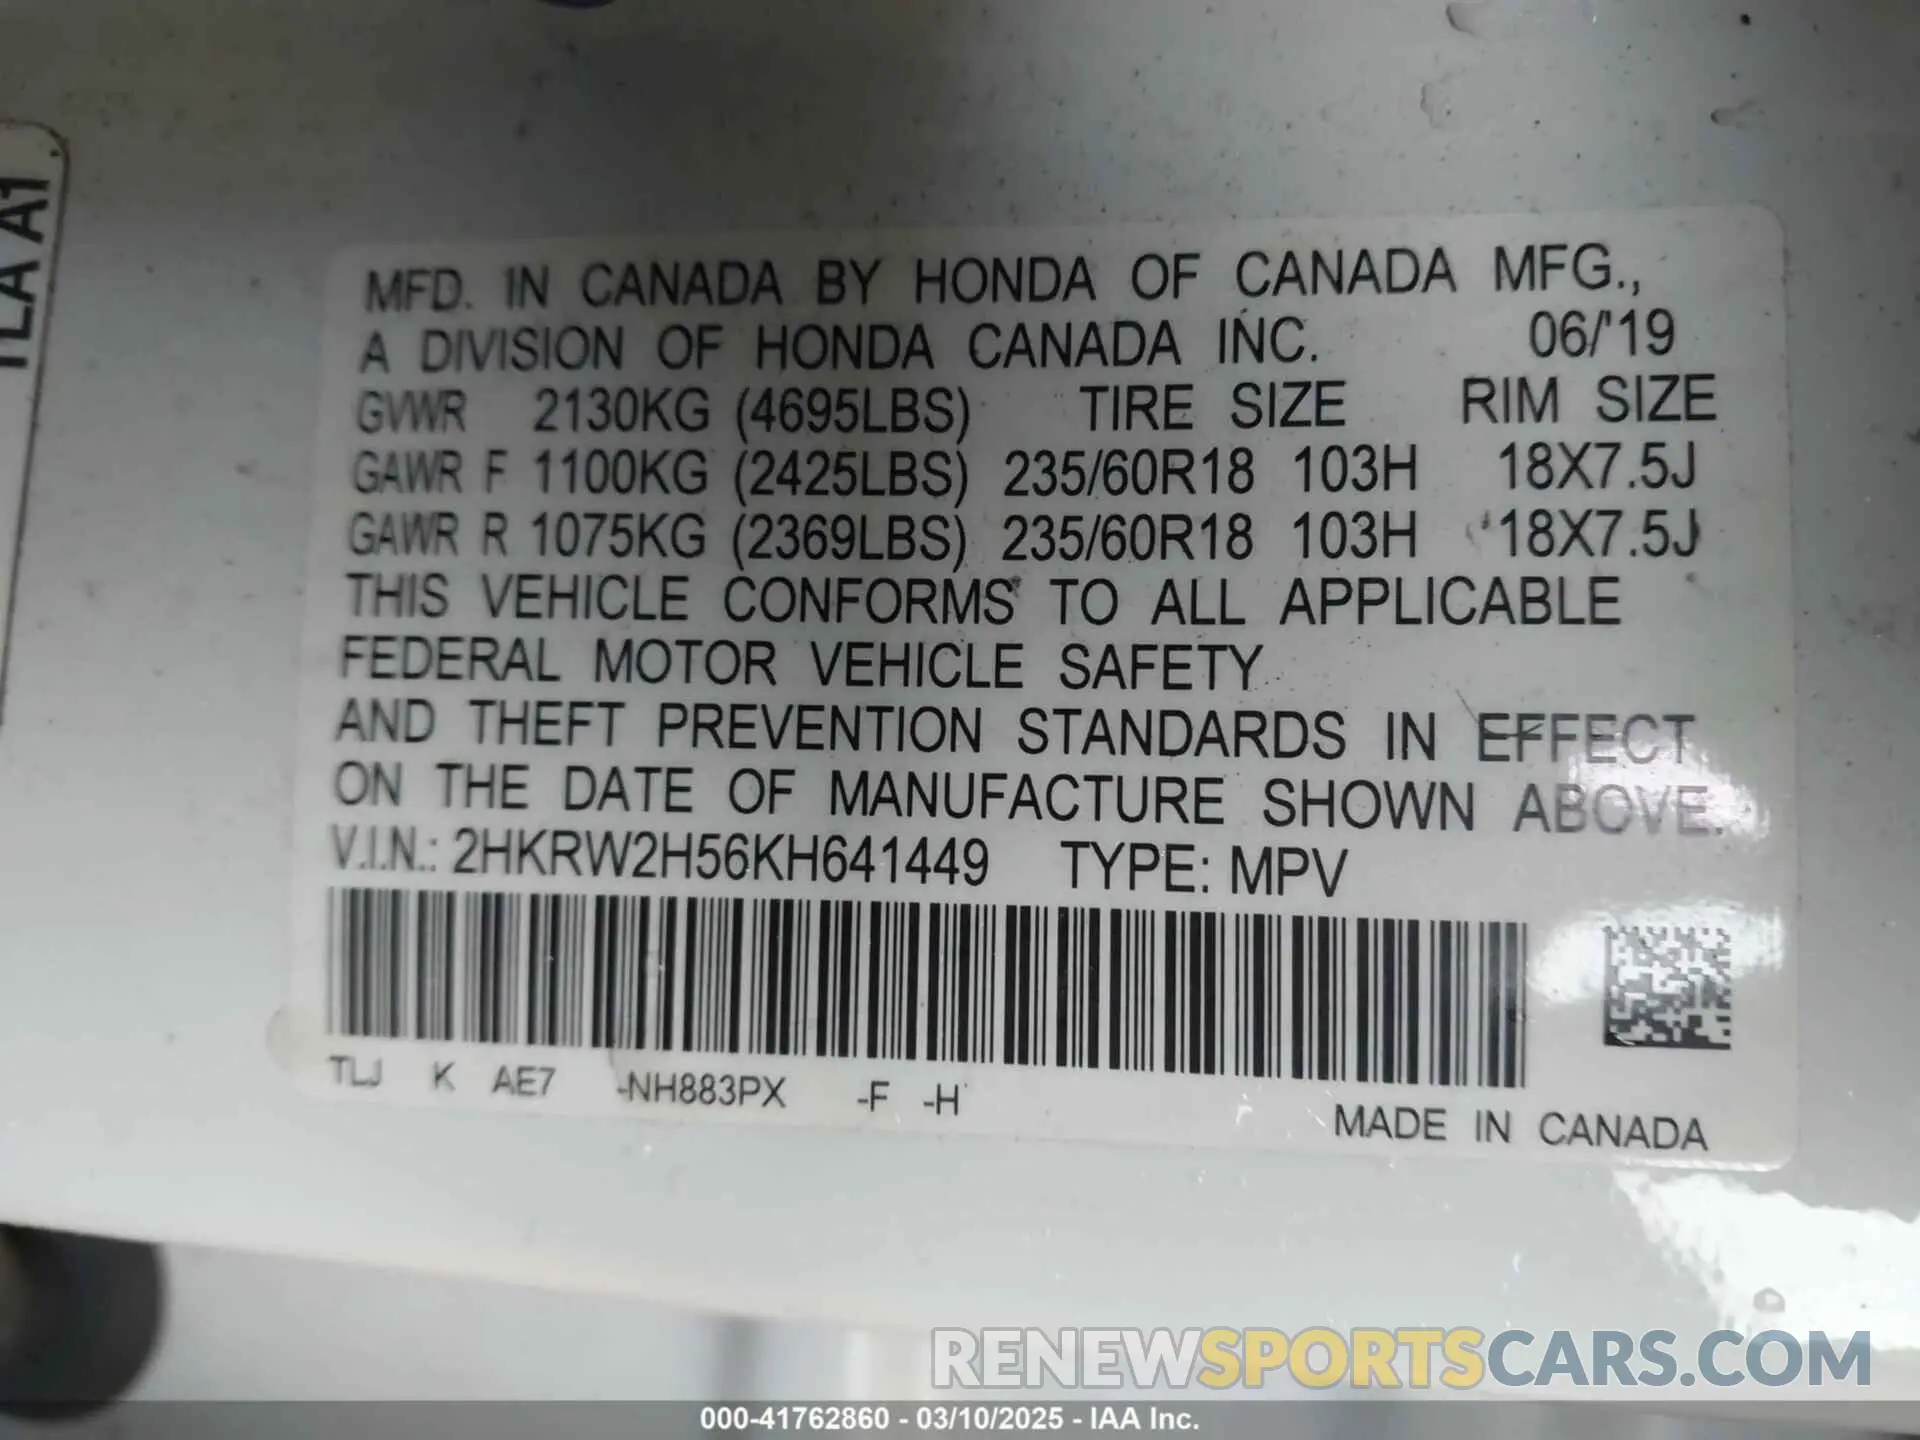 TLA A1
MFD. IN CANADA BY HONDA OF CANADA MFG.,
A DIVISION OF HONDA CANADA INC. 06/'19
GVWR 2130KG (4695LBS) TIRE SIZE RIM SIZE
GAWR F 1100KG (2425LBS) 235/60R18 103H 18X7.5J
GAWR R 1075KG (2369LBS) 235/60R18 103H 18X7.5J
THIS VEHICLE CONFORMS TO ALL APPLICABLE
FEDERAL MOTOR VEHICLE SAFETY
AND THEFT PREVENTION STANDARDS IN EFFECT
ON THE DATE OF MANUFACTURE SHOWN ABOVE.
V.I.N.: 2HKRW2H56KH641449 TYPE: MPV
TLJ K AE7 -NH883PX -F -H
MADE IN CANADA
RENEWSPORTSCARS.COM
000-41762860 - 03/10/2025 - IAA Inc.